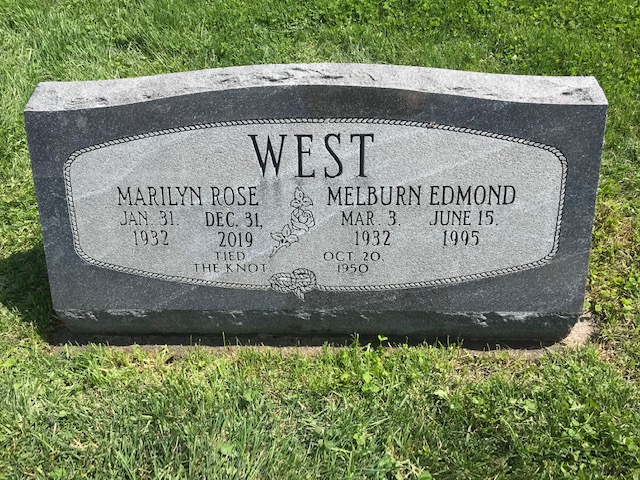 WEST
MARILYN ROSE
JAN. 31. DEC. 31,
1932 2019
MELBURN EDMOND
MAR. 3. JUNE 15.
1932 1995
TIED OCT. 20.
THE KNOT 1950